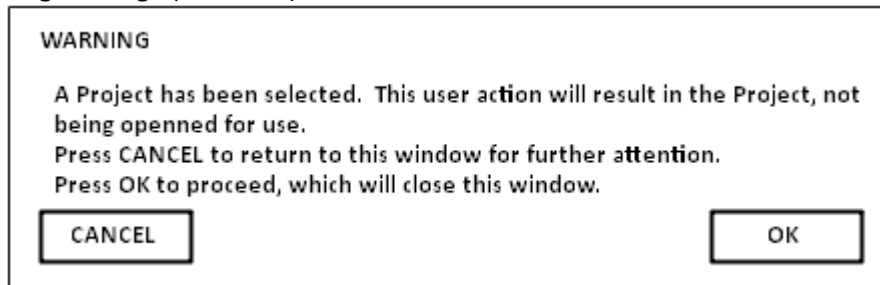 WARNING
A Project has been selected.  This user action will result in the Project, not
being openned for use.
Press CANCEL to return to this window for further attention.
Press OK to proceed, which will close this window.
CANCEL OK